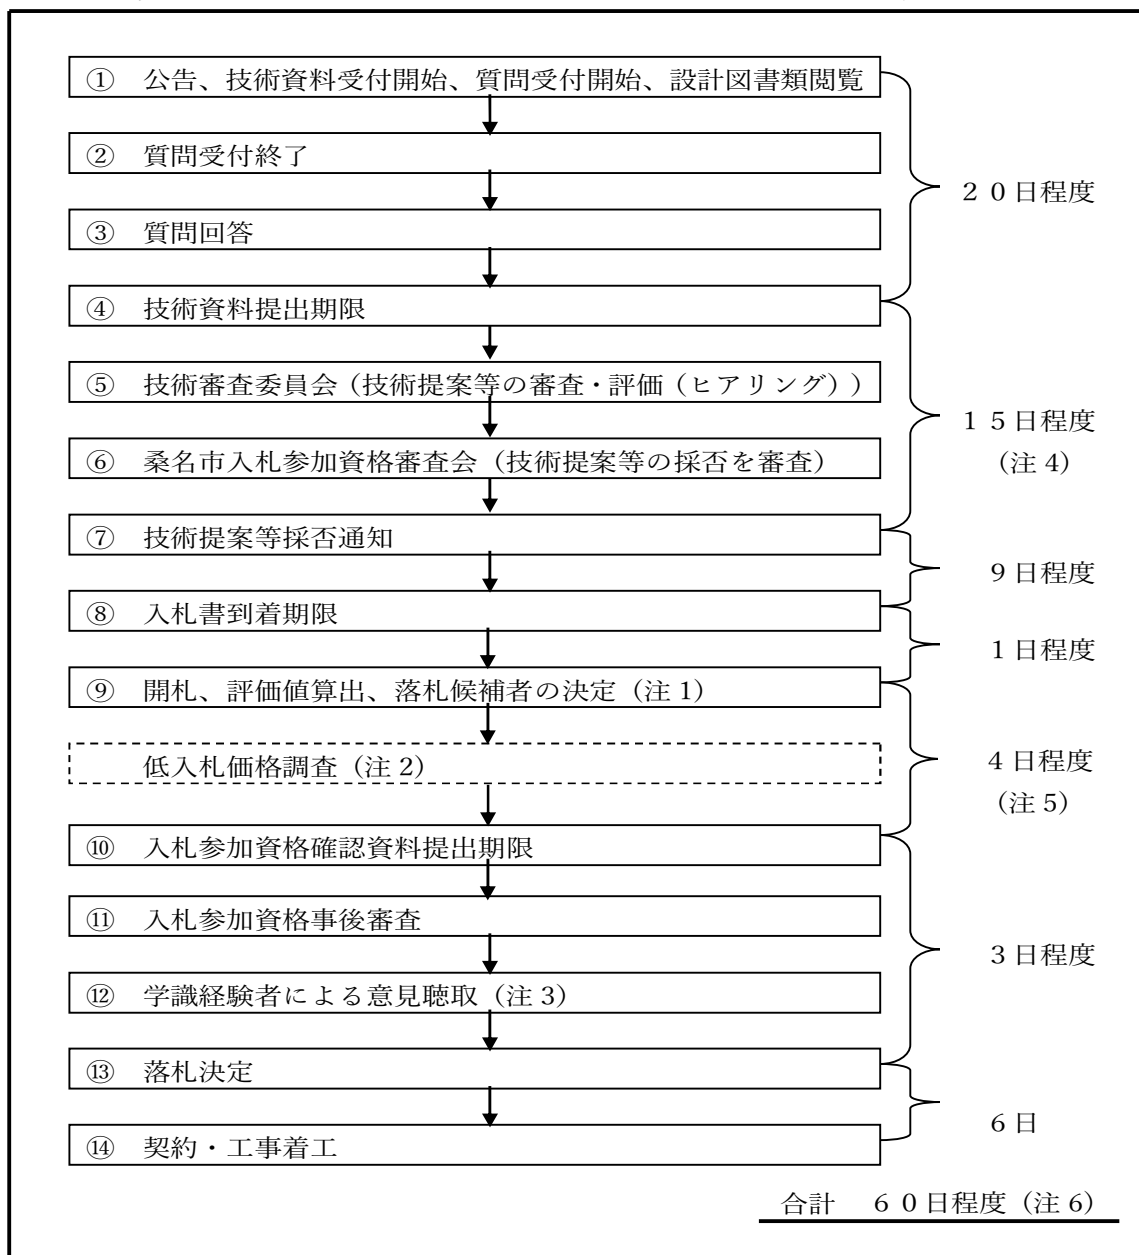 ① 公告、技術資料受付開始、質問受付開始、設計図書類閲覧
② 質問受付終了
２０日程度
③ 質問回答
④ 技術資料提出期限
⑤ 技術審査委員会（技術提案等の審査・評価（ヒアリング））
１５日程度
（注 4）
⑥ 桑名市入札参加資格審査会（技術提案等の採否を審査）
⑦ 技術提案等採否通知
９日程度
⑧ 入札書到着期限
１日程度
⑨ 開札、評価値算出、落札候補者の決定（注 1）
低入札価格調査（注 2）
４日程度
（注 5）
⑩ 入札参加資格確認資料提出期限
⑪ 入札参加資格事後審査
３日程度
⑫ 学識経験者による意見聴取（注 3）
⑬ 落札決定
６日
⑭ 契約・工事着工
合計 ６０日程度（注 6）